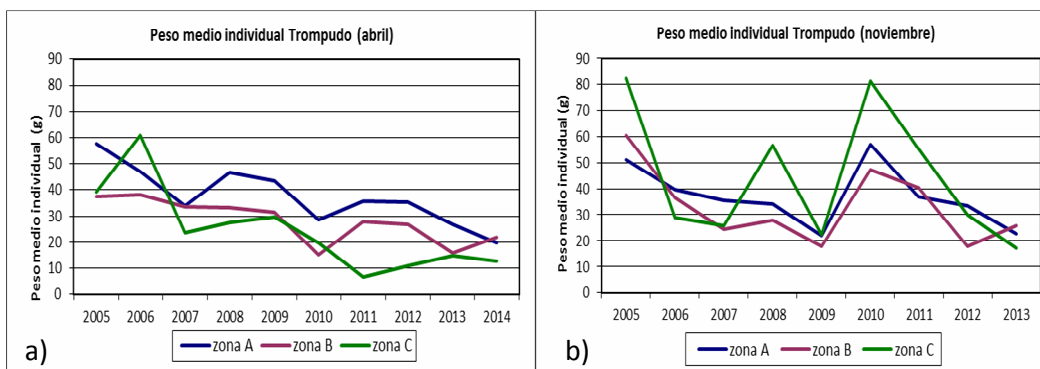 Peso medio individual Trompudo (abril)
Peso medio individual (g)
90
80
70
60
50
40
30
20
10
0
2005 2006 2007 2008 2009 2010 2011 2012 2013 2014
zona A zona B zona C
a)
Peso medio individual Trompudo (noviembre)
Peso medio individual (g)
90
80
70
60
50
40
30
20
10
0
2005 2006 2007 2008 2009 2010 2011 2012 2013
zona A zona B zona C
b)